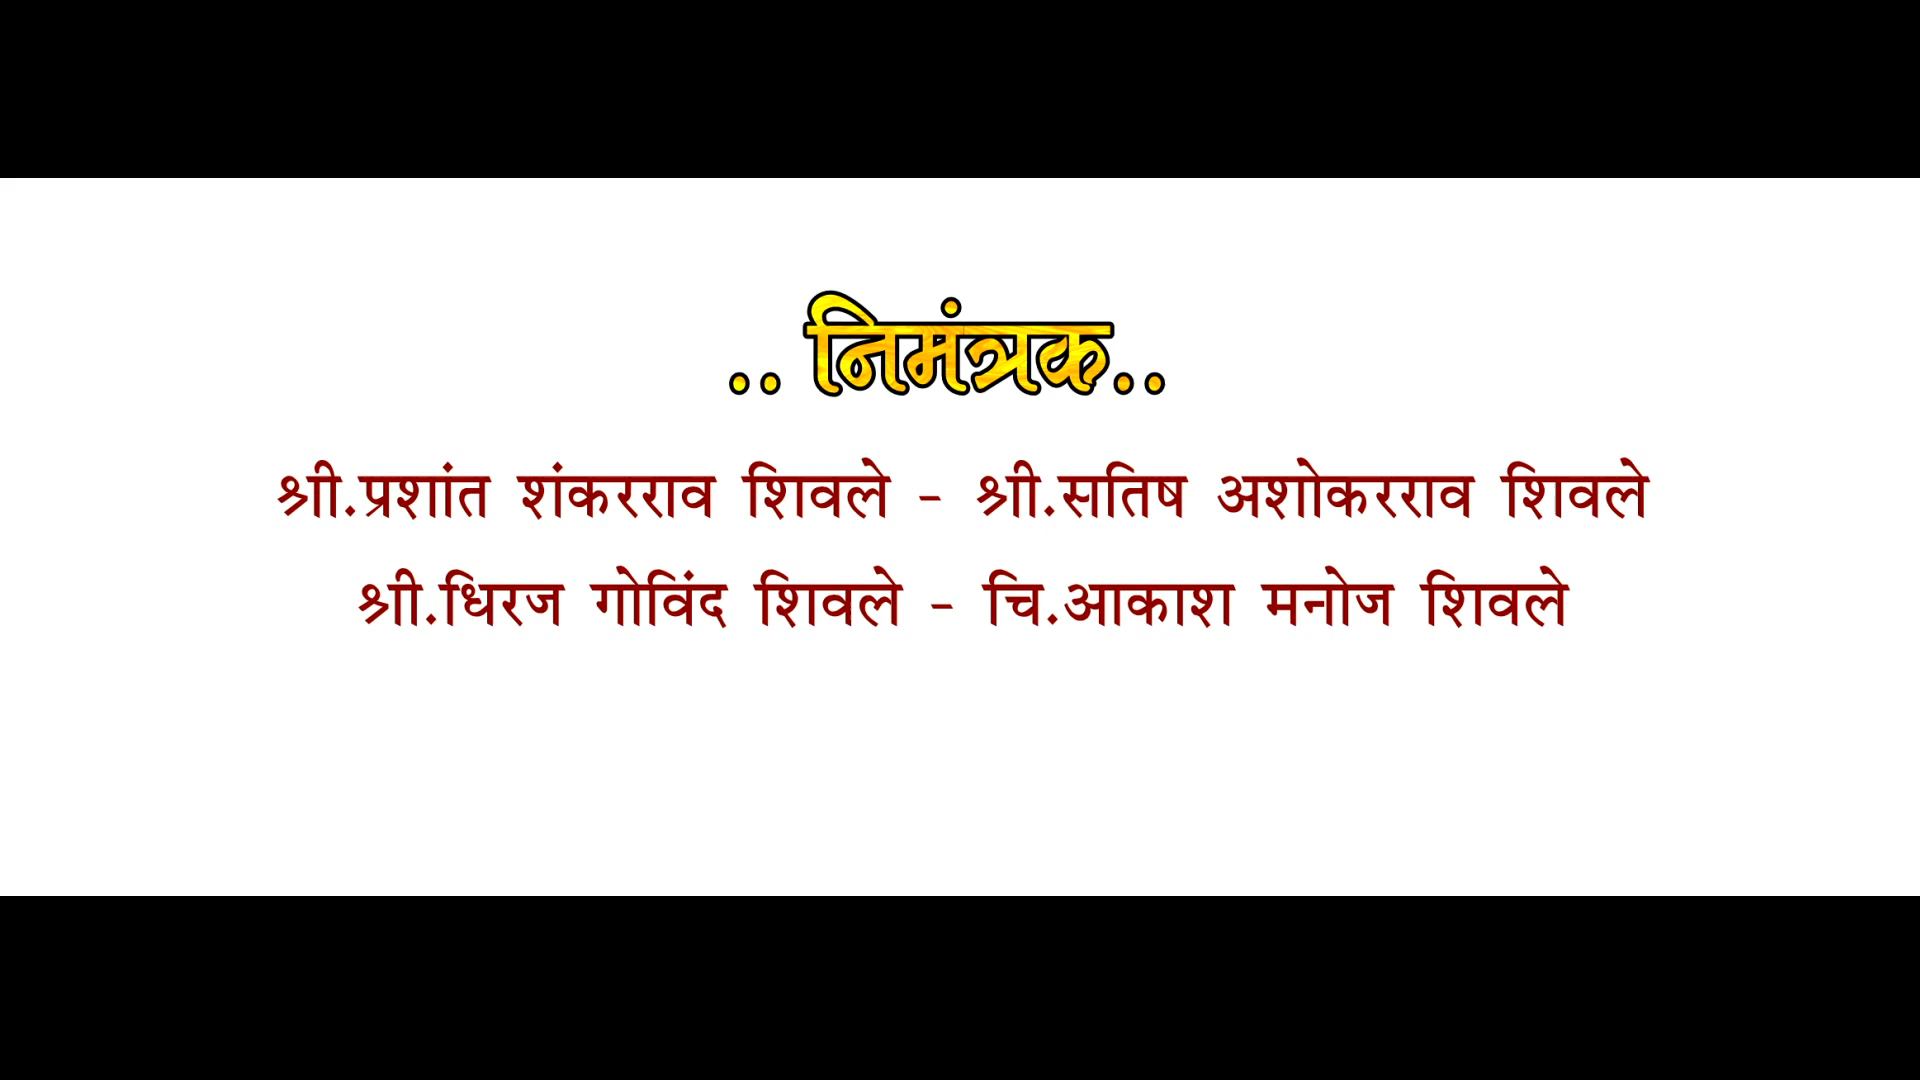 .. निमंत्रक..
श्री.प्रशांत शंकरराव शिवले - श्री.सतिष अशोकरराव शिवले
श्री.धिरज गोविंद शिवले - चि.आकाश मनोज शिवले